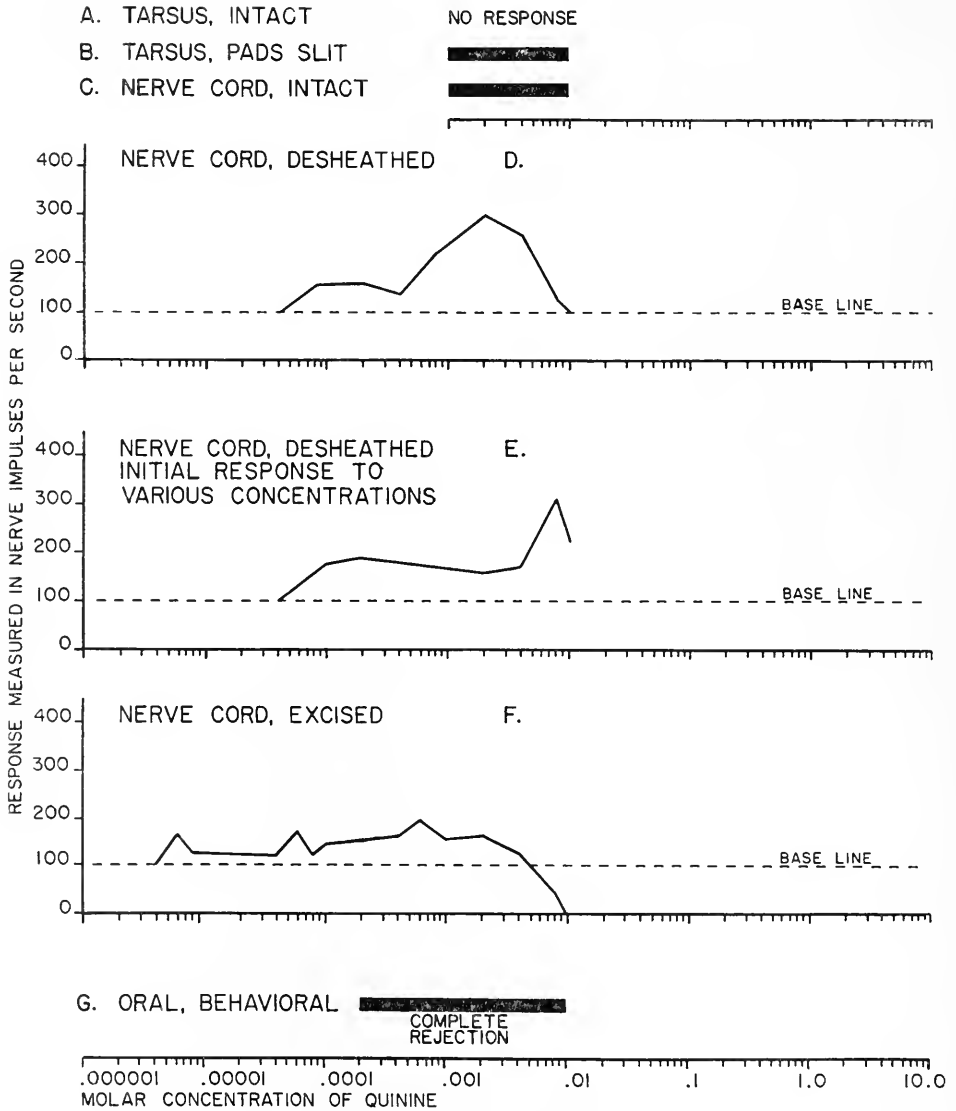 A. TARSUS, INTACT NO RESPONSE
B. TARSUS, PADS SLIT
C. NERVE CORD, INTACT
RESPONSE MEASURED IN NERVE IMPULSES PER SECOND
NERVE CORD, DESHEATHED D.
400
300
200
100
0
BASE LINE
NERVE CORD, DESHEATHED E.
INITIAL RESPONSE TO
VARIOUS CONCENTRATIONS
400
300
200
100
0
BASE LINE
NERVE CORD, EXCISED F.
400
300
200
100
0
BASE LINE
G. ORAL, BEHAVIORAL
COMPLETE
REJECTION
.000001 .00001 .0001 .001 .01 .1 1.0 10.0
MOLAR CONCENTRATION OF QUININE